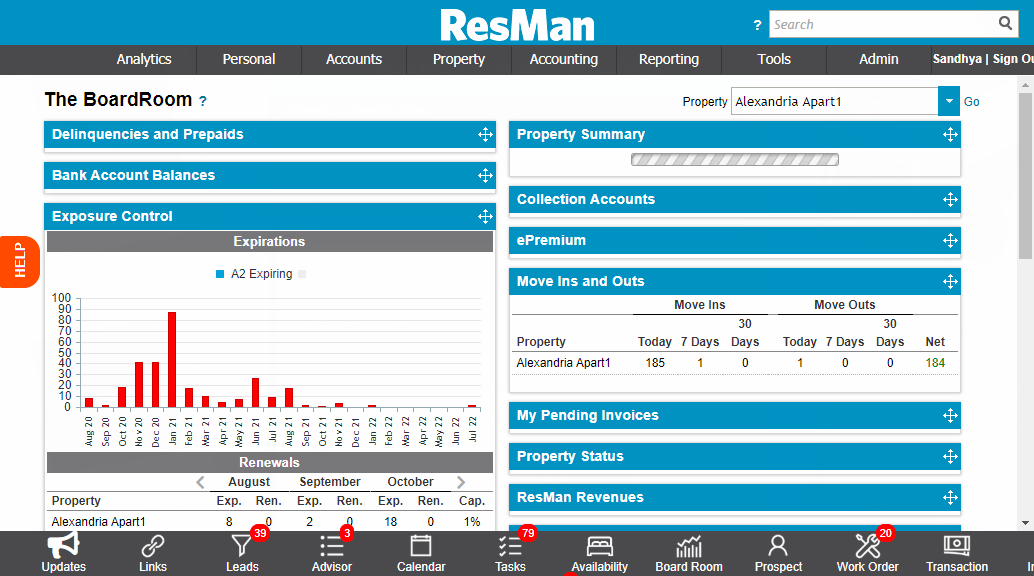 ResMan
?
Search
Analytics Personal Accounts Property Accounting Reporting Tools Admin Sandhya | Sign Ou
The BoardRoom ?
Property Alexandria Apart1 Go
Delinquencies and Prepaids
Bank Account Balances
Exposure Control
Expirations
A2 Expiring
100
90
80
70
60
50
40
30
20
10
0
Aug 20 Sep 20 Oct 20 Nov 20 Dec 20 Jan 21 Feb 21 Mar 21 Apr 21 May 21 Jun 21 Jul 21 Aug 21 Sep 21 Oct 21 Nov 21 Dec 21 Jan 22 Feb 22 Mar 22 Apr 22 May 22 Jun 22 Jul 22
Renewals
August September October
Property Exp. Ren. Exp. Ren. Exp. Ren. Cap.
Alexandria Apart1 8 0 2 0 18 0 1%
HELP
Property Summary
Collection Accounts
ePremium
Move Ins and Outs
Move Ins Move Outs
30 30
Property Today 7 Days Days Today 7 Days Days Net
Alexandria Apart1 185 1 0 1 0 0 184
My Pending Invoices
Property Status
ResMan Revenues
39 3 79 20
Updates Links Leads Advisor Calendar Tasks Availability Board Room Prospect Work Order Transaction